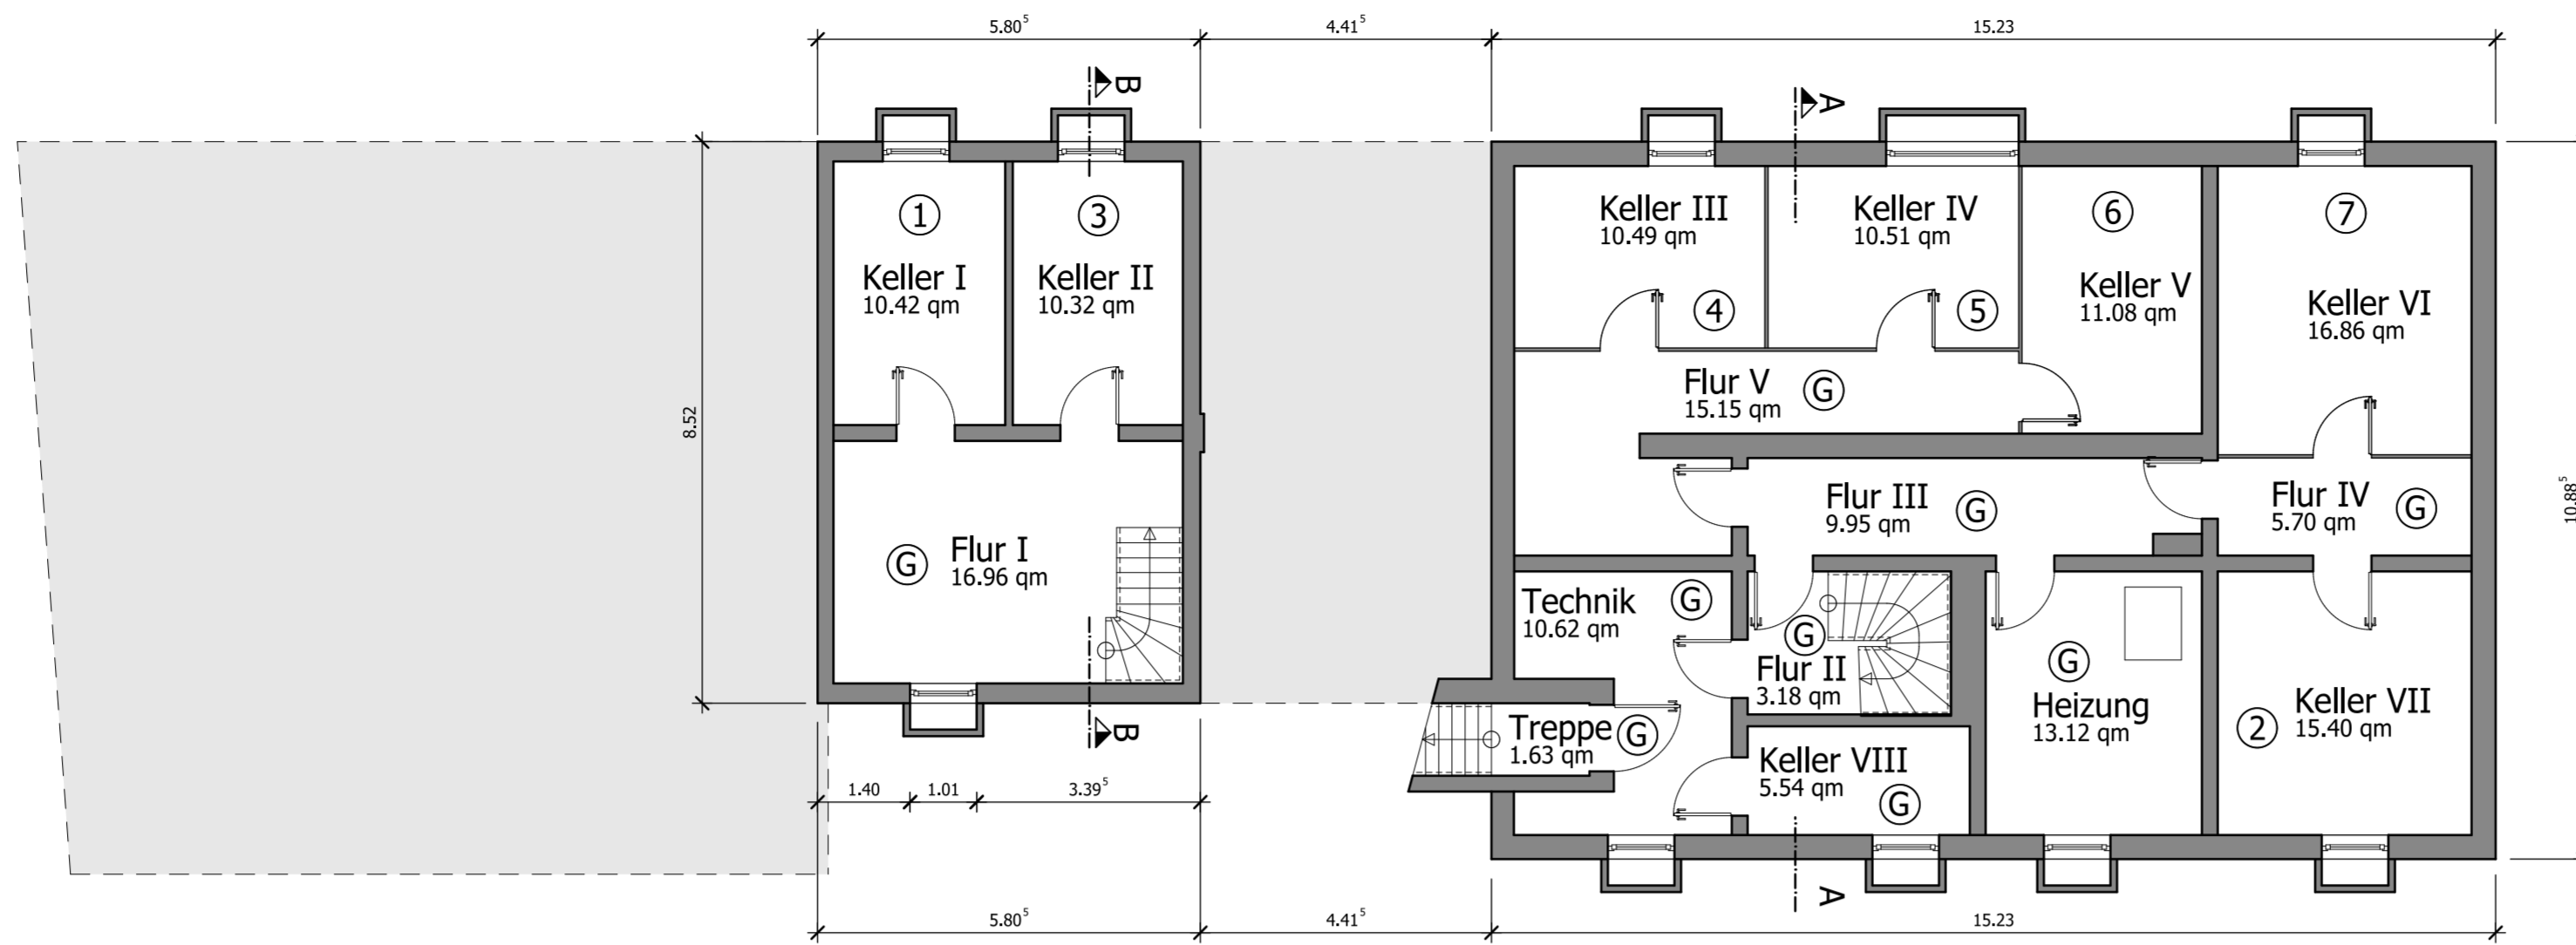 5.80⁵
4.41⁵
15.23
B
A
①
③
Keller I
10.42 qm
Keller II
10.32 qm
Keller III
10.49 qm
④
Keller IV
10.51 qm
⑤
⑥
Keller V
11.08 qm
⑦
Keller VI
16.86 qm
8.52
10.88⁵
Flur V
15.15 qm
G
Flur III
9.95 qm
G
Flur IV
5.70 qm
G
G
Flur I
16.96 qm
Technik
10.62 qm
G
G
Flur II
3.18 qm
G
Heizung
13.12 qm
②
Keller VII
15.40 qm
Treppe
1.63 qm
G
Keller VIII
5.54 qm
G
B
A
1.40
1.01
3.39⁵
5.80⁵
4.41⁵
15.23